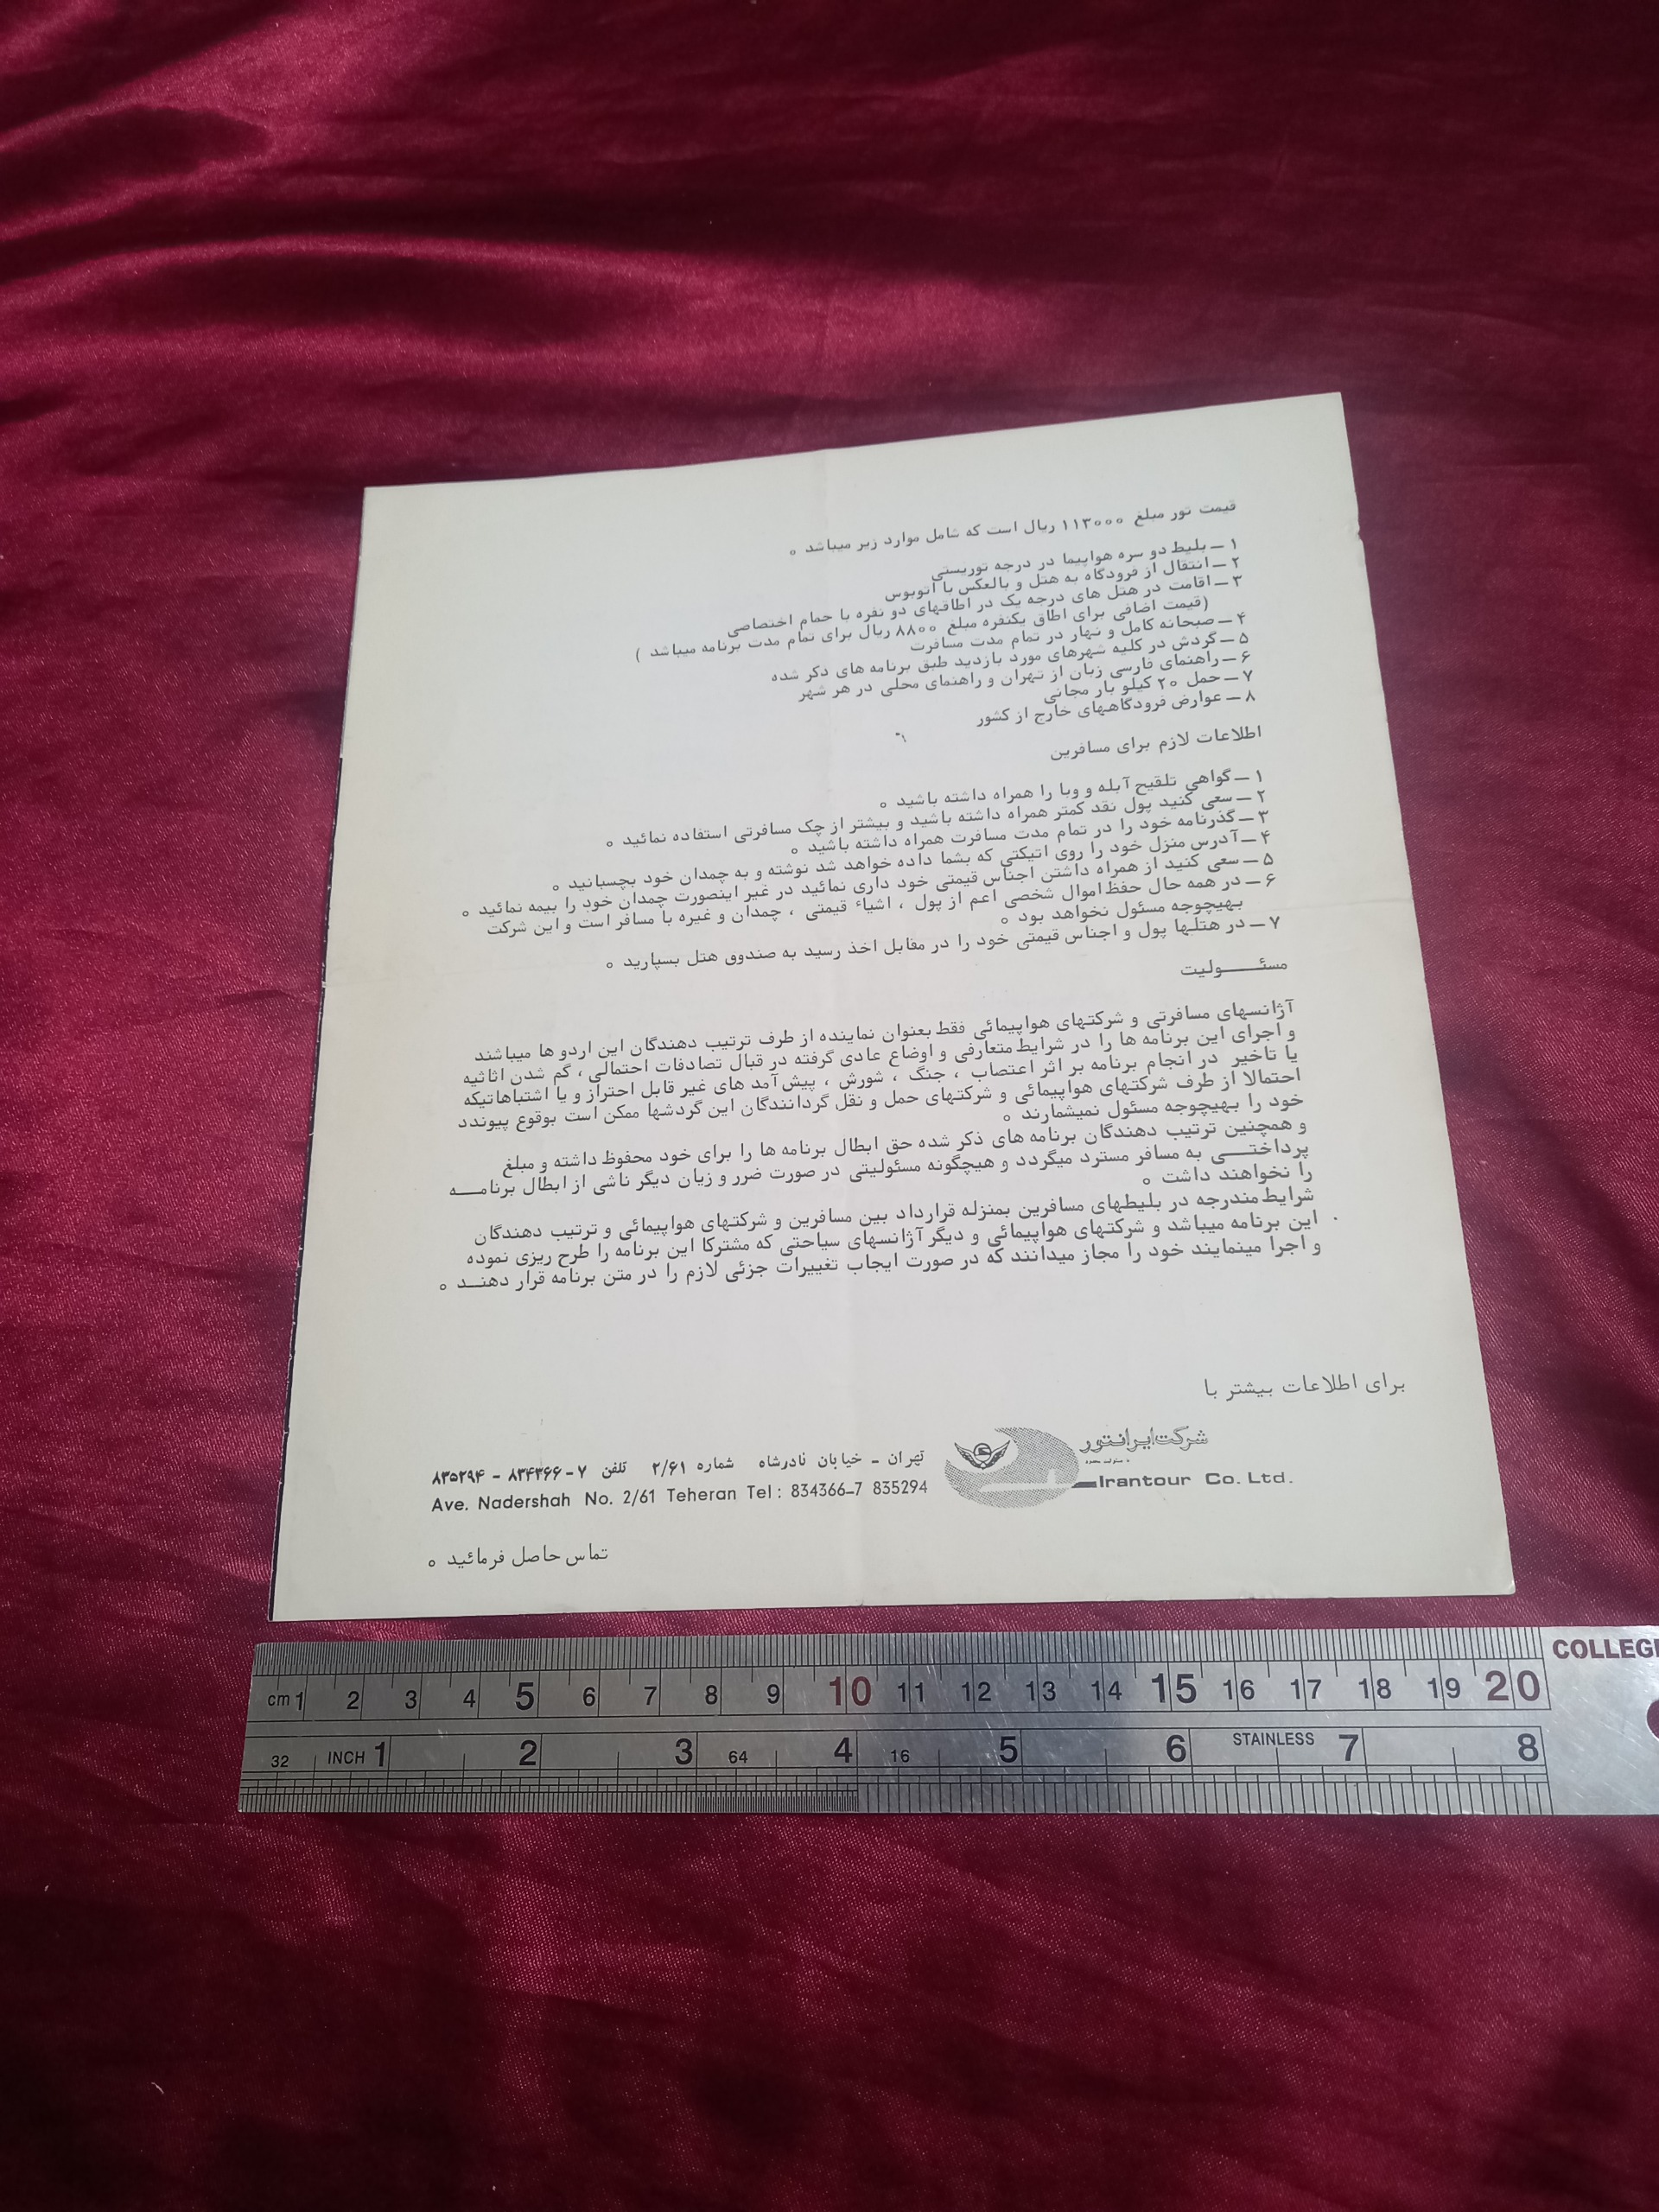 قیمت تور مبلغ ۱۱۳۰۰۰ ریال است که شامل موارد زیر میباشد ۰
۱ – بلیط دو سره هواپیما در درجه توریستی
۲ – انتقال از فرودگاه به هتل و بالعکس با اتوبوس
۳ – اقامت در هتل های درجه یک در اطاقهای دو نفره با حمام اختصاصی
(قیمت اضافی برای اطاق یکنفره مبلغ ۸۸۰۰ ریال برای تمام مدت برنامه میباشد )
۴ – صبحانه کامل و نهار در تمام مدت مسافرت
۵ – گردش در کلیه شهرهای مورد بازدید طبق برنامه های ذکر شده
۶ – راهنمای فارسی زبان از تهران و راهنمای محلی در هر شهر
۷ – حمل ۲۰ کیلو بار مجانی
۸ – عوارض فرودگاههای خارج از کشور
اطلاعات لازم برای مسافرین
۱ – گواهی تلقیح آبله و وبا را همراه داشته باشید ۰
۲ – سعی کنید پول نقد کمتر همراه داشته باشید و بیشتر از چک مسافرتی استفاده نمائید ۰
۳ – گذرنامه خود را در تمام مدت مسافرت همراه داشته باشید ۰
۴ – آدرس منزل خود را روی اتیکتی که بشما داده خواهد شد نوشته و به چمدان خود بچسبانید ۰
۵ – سعی کنید از همراه داشتن اجناس قیمتی خود داری نمائید در غیر اینصورت چمدان خود را بیمه نمائید ۰
۶ – در همه حال حفظ اموال شخصی اعم از پول ، اشیاء قیمتی ، چمدان و غیره با مسافر است و این شرکت
بهیچوجه مسئول نخواهد بود ۰
۷ – در هتلها پول و اجناس قیمتی خود را در مقابل اخذ رسید به صندوق هتل بسپارید ۰
مسئـــــولیت
آژانسهای مسافرتی و شرکتهای هواپیمائی فقط بعنوان نماینده از طرف ترتیب دهندگان این اردو ها میباشند
و اجرای این برنامه ها را در شرایط متعارفی و اوضاع عادی گرفته در قبال تصادفات احتمالی ، گم شدن اثاثیه
یا تاخیر در انجام برنامه بر اثر اعتصاب ، جنگ ، شورش ، پیش آمد های غیر قابل احتراز و یا اشتباهاتیکه
احتمالا از طرف شرکتهای هواپیمائی و شرکتهای حمل و نقل گردانندگان این گردشها ممکن است بوقوع پیوندد
خود را بهیچوجه مسئول نمیشمارند ۰
و همچنین ترتیب دهندگان برنامه های ذکر شده حق ابطال برنامه ها را برای خود محفوظ داشته و مبلغ
پرداختـــی به مسافر مسترد میگردد و هیچگونه مسئولیتی در صورت ضرر و زیان دیگر ناشی از ابطال برنامـــه
را نخواهند داشت ۰
شرایط مندرجه در بلیطهای مسافرین بمنزله قرارداد بین مسافرین و شرکتهای هواپیمائی و ترتیب دهندگان
این برنامه میباشد و شرکتهای هواپیمائی و دیگر آژانسهای سیاحتی که مشترکا این برنامه را طرح ریزی نموده
و اجرا مینمایند خود را مجاز میدانند که در صورت ایجاب تغییرات جزئی لازم را در متن برنامه قرار دهنــد ۰
برای اطلاعات بیشتر با
شرکت ایرانتور
با مسئولیت محدود
Irantour Co. Ltd.
تهران – خیابان نادرشاه شماره ۲/۶۱ تلفن ۷–۸۳۴۳۶۶ – ۸۳۵۲۹۴
Ave. Nadershah No. 2/61 Teheran Tel : 834366–7 835294
تماس حاصل فرمائید ۰
COLLEGE
cm 1 2 3 4 5 6 7 8 9 10 11 12 13 14 15 16 17 18 19 20
32 INCH 1 2 3 64 4 16 5 6 STAINLESS 7 8